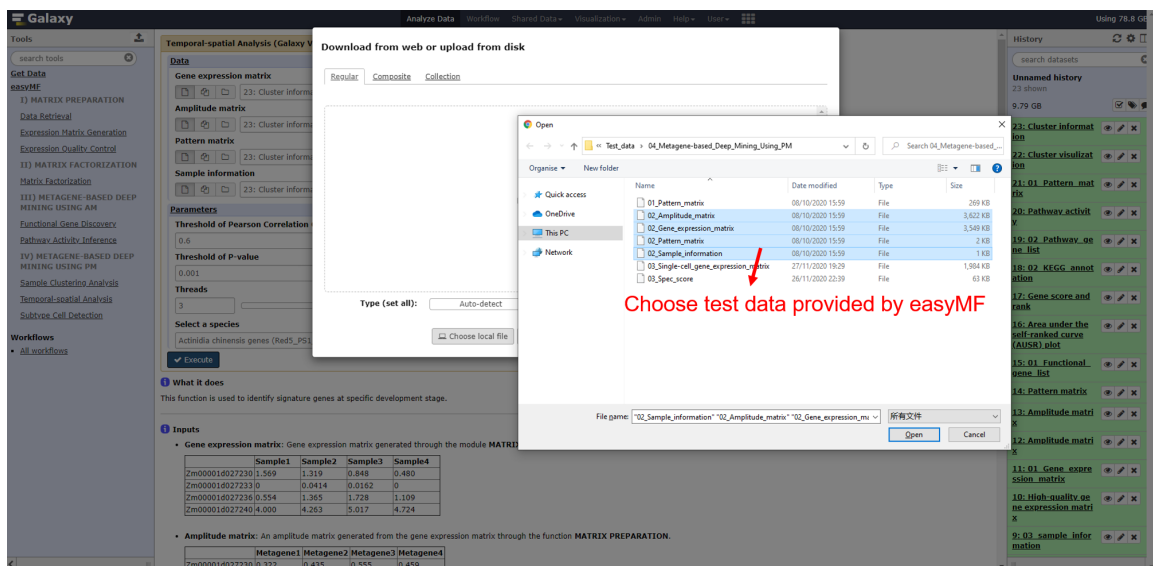 Galaxy
Analyze Data Workflow Shared Data Visualization Admin Help User
Using 78.8 GB
Tools
search tools
Get Data
easyMF
I) MATRIX PREPARATION
Data Retrieval
Expression Matrix Generation
Expression Quality Control
II) MATRIX FACTORIZATION
Matrix Factorization
III) METAGENE-BASED DEEP
MINING USING AM
Functional Gene Discovery
Pathway Activity Inference
IV) METAGENE-BASED DEEP
MINING USING PM
Sample Clustering Analysis
Temporal-spatial Analysis
Subtype Cell Detection
Workflows
All workflows
Temporal-spatial Analysis (Galaxy V
Data
Gene expression matrix
23: Cluster informa
Amplitude matrix
23: Cluster informa
Pattern matrix
23: Cluster informa
Sample information
23: Cluster informa
Parameters
Threshold of Pearson Correlation
0.6
Threshold of P-value
0.001
Threads
3
Select a species
Actinidia chinensis genes (Red5_PS1
Execute
What it does
This function is used to identify signature genes at specific development stage.
Inputs
• Gene expression matrix: Gene expression matrix generated through the module MATRI
Sample1 Sample2 Sample3 Sample4
Zm00001d027230 1.569 1.319 0.848 0.480
Zm00001d027233 0 0.0414 0.0162 0
Zm00001d027236 0.554 1.365 1.728 1.109
Zm00001d027240 4.000 4.263 5.017 4.724
• Amplitude matrix: An amplitude matrix generated from the gene expression matrix through the function MATRIX PREPARATION.
Metagene1 Metagene2 Metagene3 Metagene4
Zm00001d027230 0.322 0.435 0.555 0.459
Download from web or upload from disk
Regular Composite Collection
Type (set all): Auto-detect
Choose local file
Open
« Test_data › 04_Metagene-based_Deep_Mining_Using_PM
Search 04_Metagene-based_...
Organise New folder
Quick access
OneDrive
This PC
Network
Name Date modified Type Size
01_Pattern_matrix 08/10/2020 15:59 File 269 KB
02_Amplitude_matrix 08/10/2020 15:59 File 3,622 KB
02_Gene_expression_matrix 08/10/2020 15:59 File 3,549 KB
02_Pattern_matrix 08/10/2020 15:59 File 2 KB
02_Sample_information 08/10/2020 15:59 File 1 KB
03_Single-cell_gene_expression_matrix 27/11/2020 19:29 File 1,984 KB
03_Spec_score 26/11/2020 22:39 File 63 KB
Choose test data provided by easyMF
File name: "02_Sample_information" "02_Amplitude_matrix" "02_Gene_expression_ma
所有文件
Open Cancel
History
search datasets
Unnamed history
23 shown
9.79 GB
23: Cluster informat
ion
22: Cluster visulizat
ion
21: 01_Pattern_mat
rix
20: Pathway activit
y
19: 02_Pathway_ge
ne_list
18: 02_KEGG_annot
ation
17: Gene score and
rank
16: Area under the
self-ranked curve
(AUSR) plot
15: 01_Functional_
gene_list
14: Pattern matrix
13: Amplitude matri
x
12: Amplitude matri
x
11: 01_Gene_expre
ssion_matrix
10: High-quality ge
ne expression matri
x
9: 03_sample_infor
mation